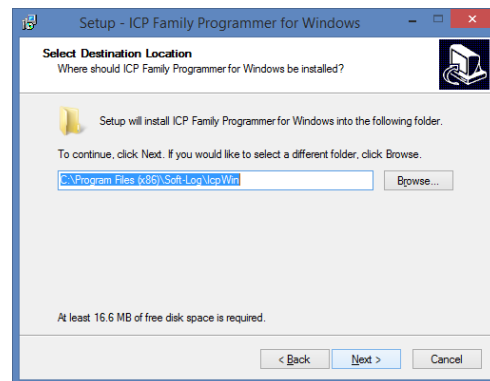 Setup - ICP Family Programmer for Windows
Select Destination Location
Where should ICP Family Programmer for Windows be installed?
Setup will install ICP Family Programmer for Windows into the following folder.
To continue, click Next. If you would like to select a different folder, click Browse.
C:\Program Files (x86)\Soft-Log\IcpWin
Browse...
At least 16.6 MB of free disk space is required.
< Back
Next >
Cancel